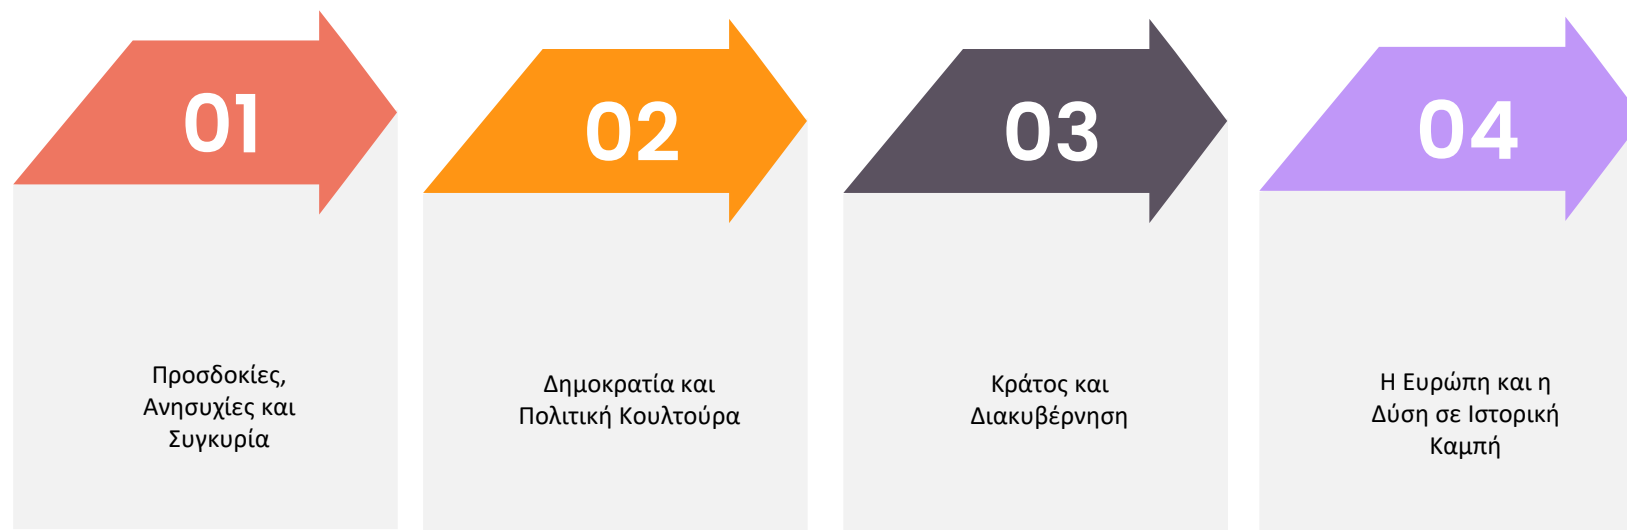 01
Προσδοκίες,
Ανησυχίες και
Συγκυρία
02
Δημοκρατία και
Πολιτική Κουλτούρα
03
Κράτος και
Διακυβέρνηση
04
Η Ευρώπη και η
Δύση σε Ιστορική
Καμπή